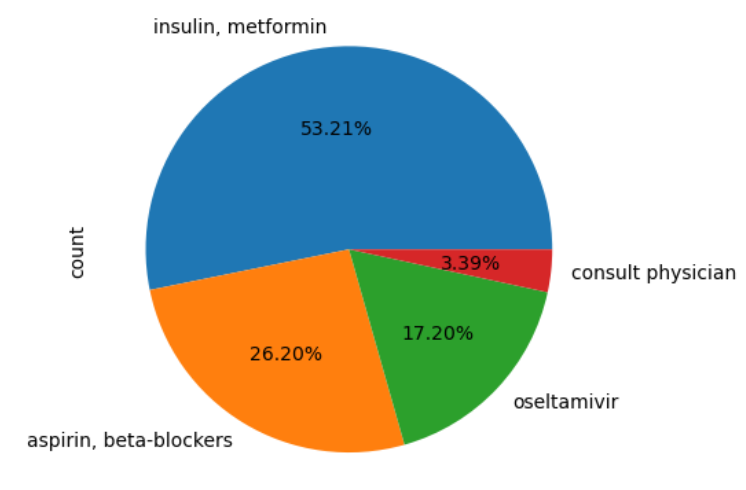 insulin, metformin
53.21%
count
3.39%
consult physician
17.20%
26.20%
oseltamivir
aspirin, beta-blockers